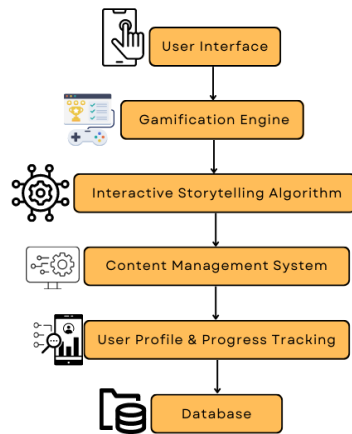 User Interface
Gamification Engine
Interactive Storytelling Algorithm
Content Management System
User Profile & Progress Tracking
Database